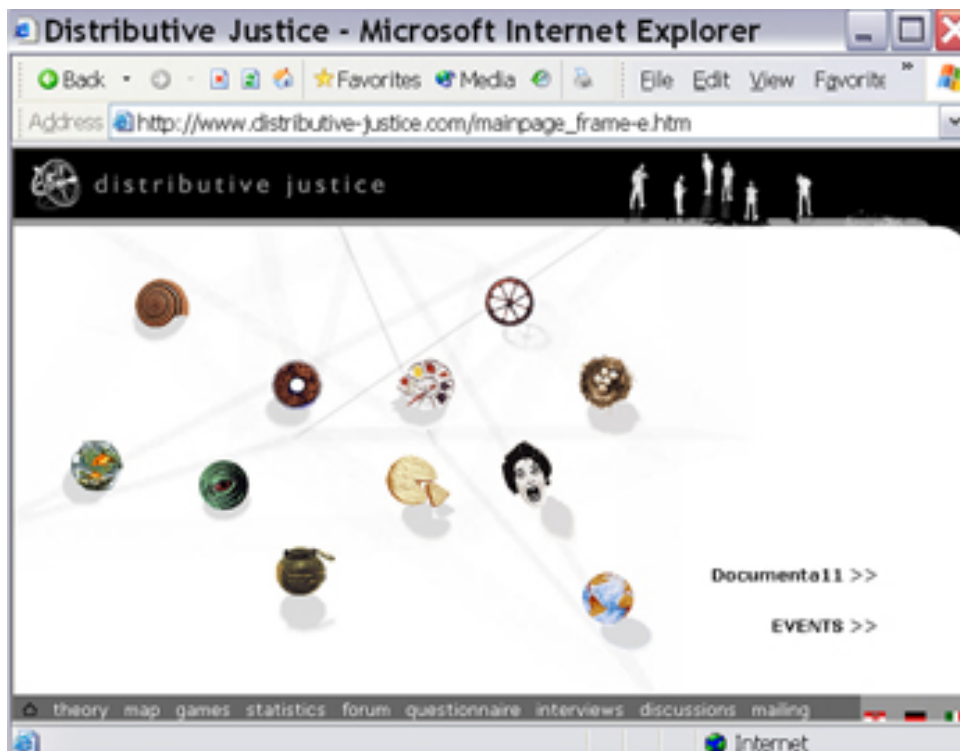 Distributive Justice - Microsoft Internet Explorer
Back Favorites Media File Edit View Favorite »
Address http://www.distributive-justice.com/mainpage_frame-e.htm
distributive justice
Documenta11 >>
EVENTS >>
theory map games statistics forum questionnaire interviews discussions mailing
Internet